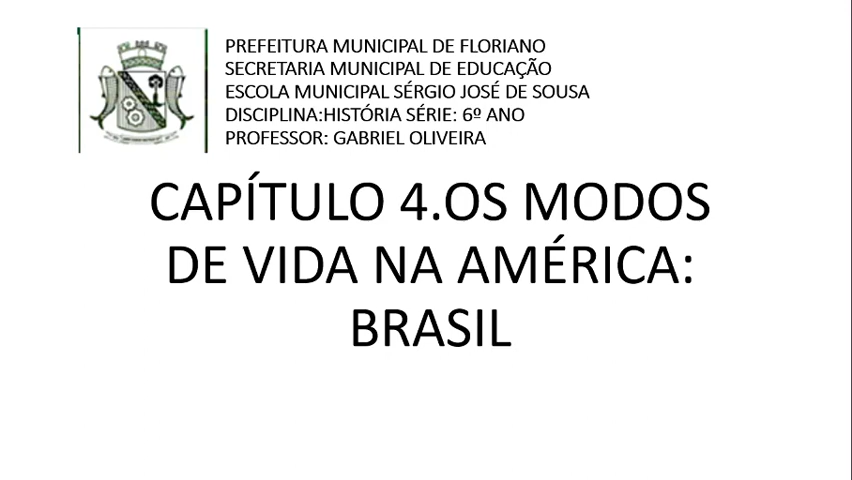 PREFEITURA MUNICIPAL DE FLORIANO
SECRETARIA MUNICIPAL DE EDUCAÇÃO
ESCOLA MUNICIPAL SÉRGIO JOSÉ DE SOUSA
DISCIPLINA:HISTÓRIA SÉRIE: 6º ANO
PROFESSOR: GABRIEL OLIVEIRA
CAPÍTULO 4.OS MODOS
DE VIDA NA AMÉRICA:
BRASIL